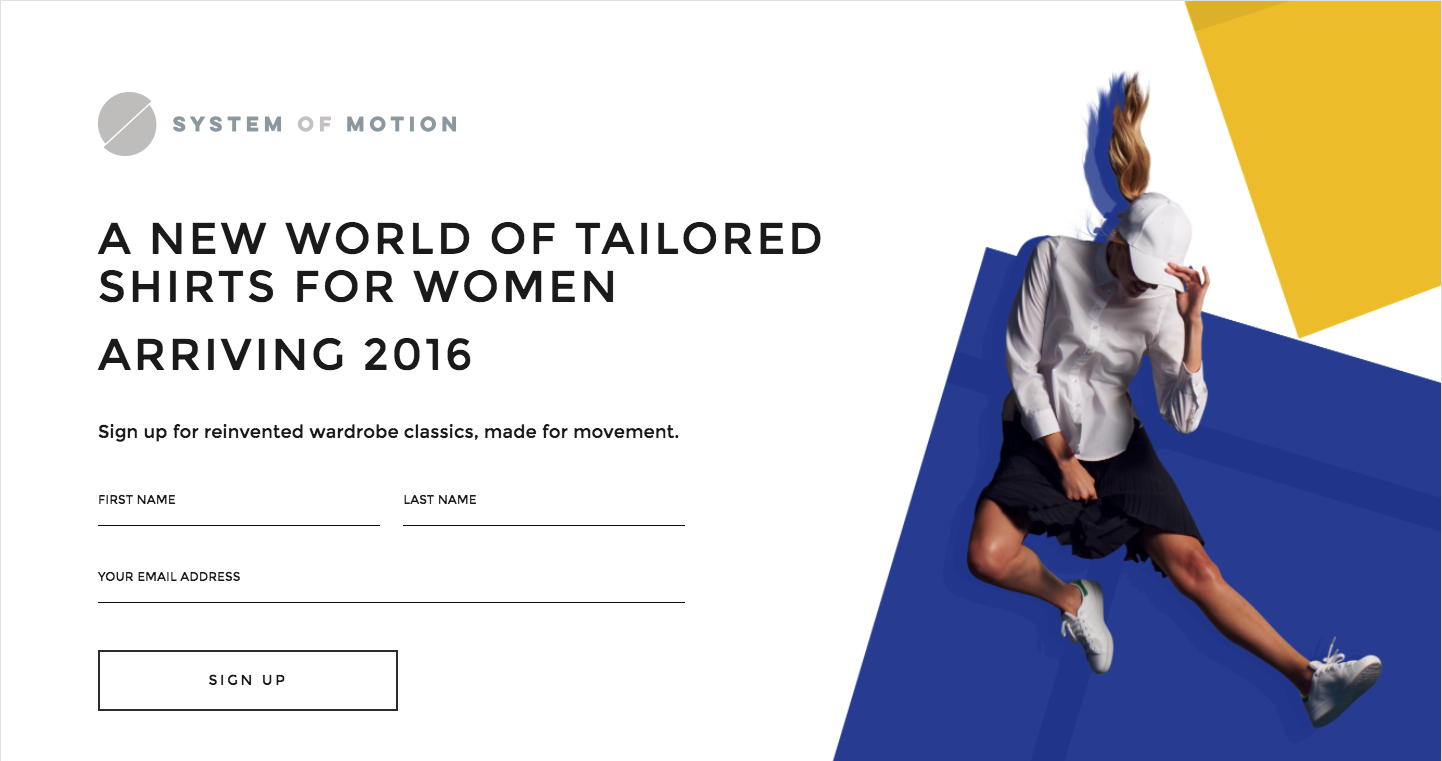 SYSTEM OF MOTION
A NEW WORLD OF TAILORED
SHIRTS FOR WOMEN
ARRIVING 2016
Sign up for reinvented wardrobe classics, made for movement.
FIRST NAME LAST NAME
YOUR EMAIL ADDRESS
SIGN UP